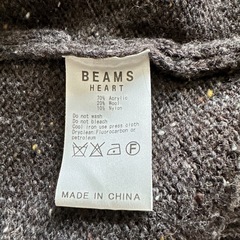 BEAMS
HEART
70% Acrylic
20% Wool
10% Nylon
Do not wash
Do not bleach
Cool iron use press cloth
Dryclean Fluorocarbon or
petroleum
F
MADE IN CHINA